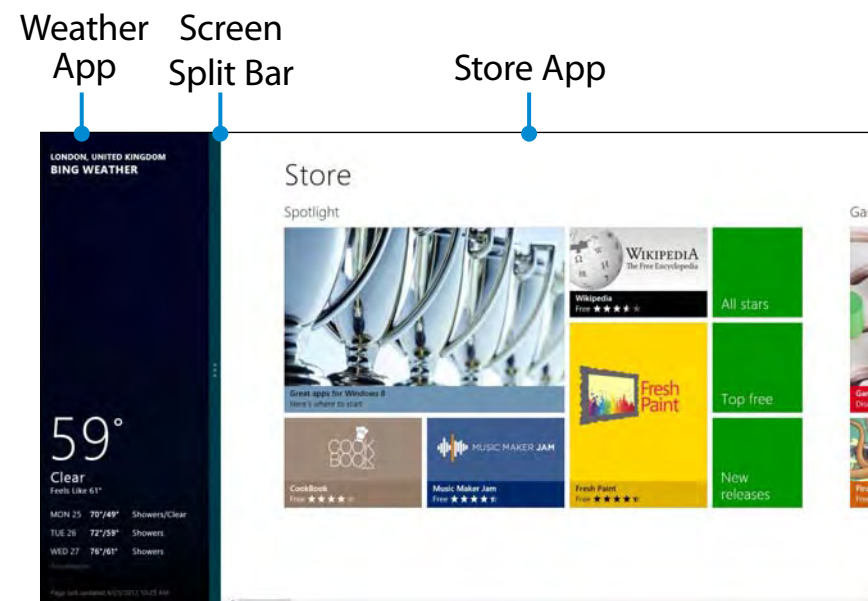 Weather App
Screen Split Bar
Store App
LONDON, UNITED KINGDOM
BING WEATHER
59°
Clear
Feels Like 61°
MON 25 70°/49° Showers/Clear
TUE 26 72°/59° Showers
WED 27 76°/61° Showers
Store
Spotlight
Great apps for Windows 8
Here's where to start
WIKIPEDIA
The Free Encyclopedia
Wikipedia
Free
All stars
Fresh Paint
Fresh Paint
Free
Top free
COOK BOOK
CookBook
Free
MUSIC MAKER JAM
Music Maker Jam
Free
New releases
Ga